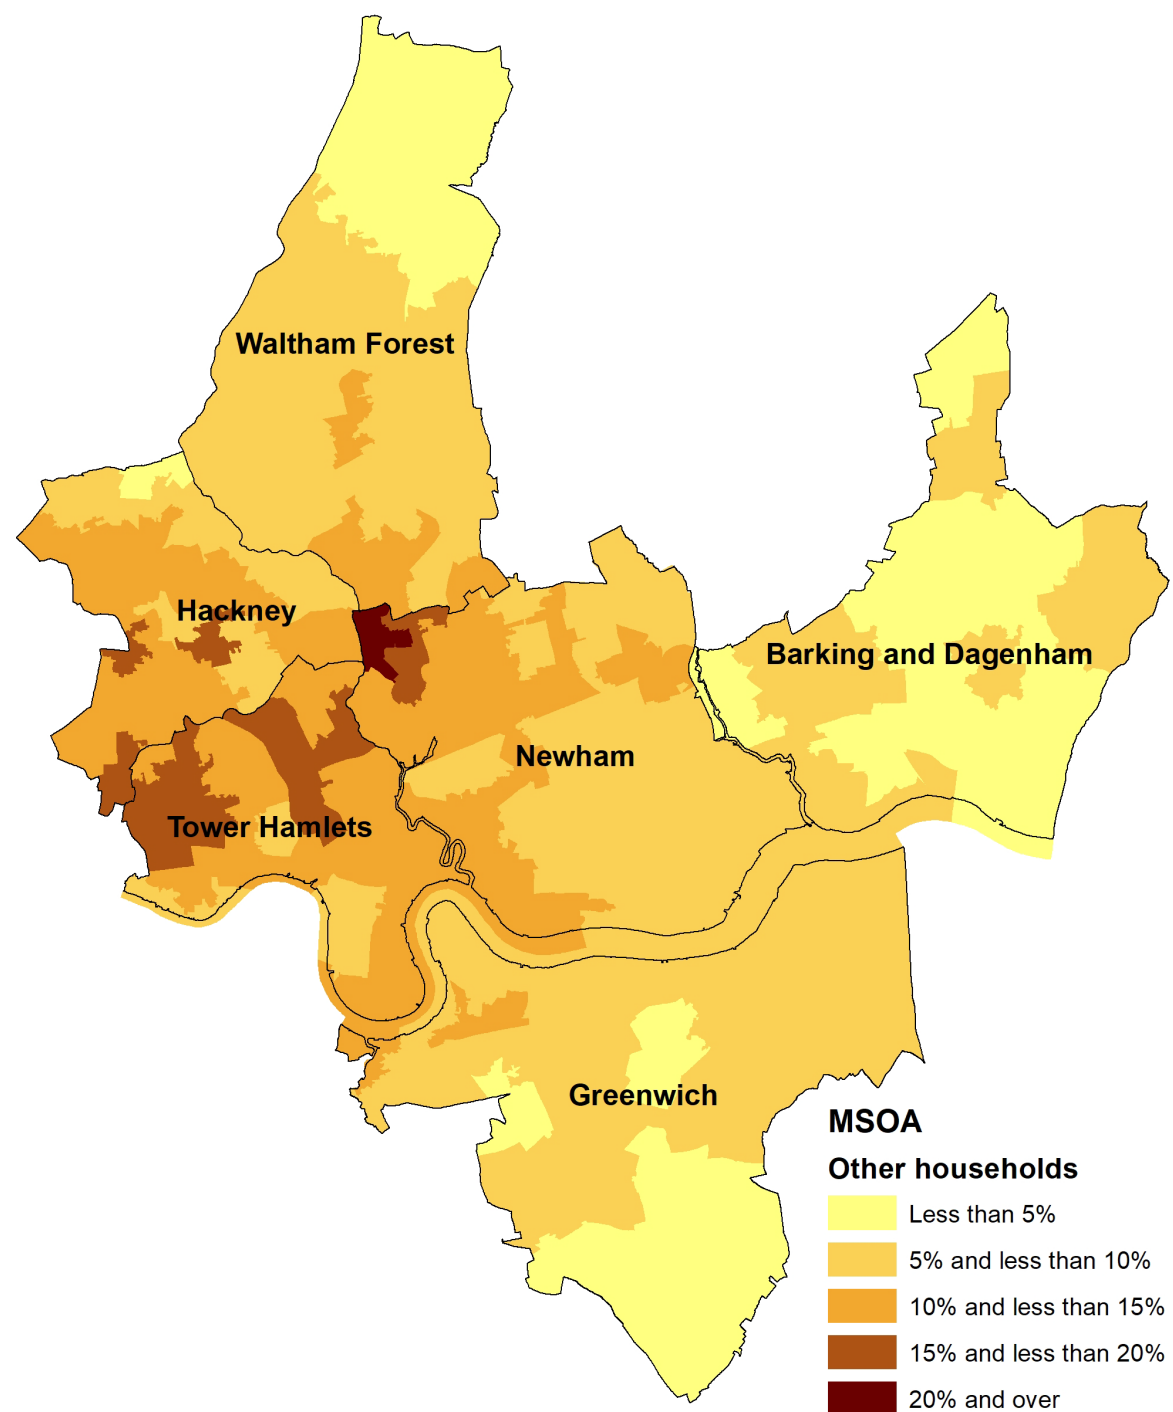 Waltham Forest
Hackney
Barking and Dagenham
Newham
Tower Hamlets
Greenwich
MSOA
Other households
Less than 5%
5% and less than 10%
10% and less than 15%
15% and less than 20%
20% and over